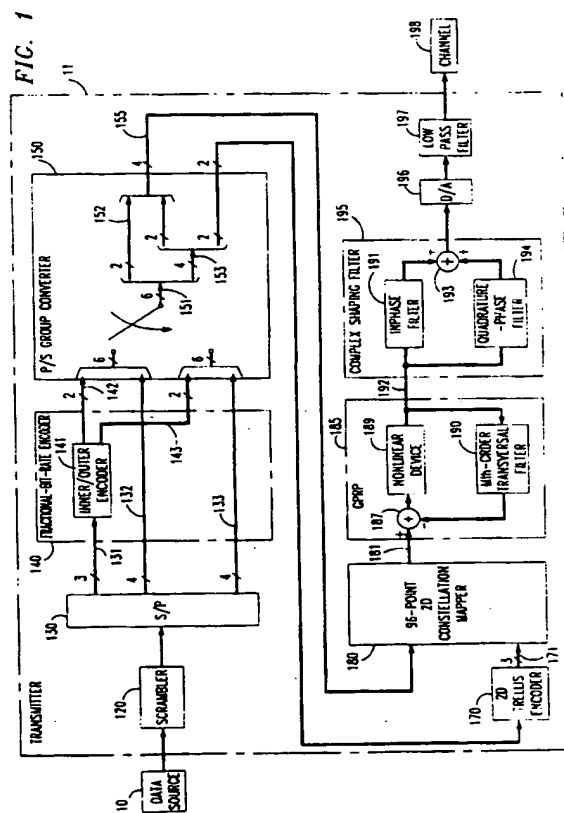 FIG. 1
11
TRANSMITTER
10
DATA
SOURCE
120
SCRAMBLER
130
S/P
3
131
4
132
4
133
140
FRACTIONAL-BIT-RATE ENCODER
141
INNER/OUTER
ENCODER
2
142
143
2
150
P/S GROUP CONVERTER
6
6
6
151
2
152
4
153
2
2
4
155
2
170
2D
TRELLIS
ENCODER
3
171
180
96-POINT
2D
CONSTELLATION
MAPPER
181
185
GPRP
187
+
+
-
189
NONLINEAR
DEVICE
190
Mth-ORDER
TRANSVERSAL
FILTER
192
195
COMPLEX SHAPING FILTER
191
INPHASE
FILTER
193
+
+
194
QUADRATURE
-PHASE
FILTER
196
D/A
197
LOW
PASS
FILTER
198
CHANNEL